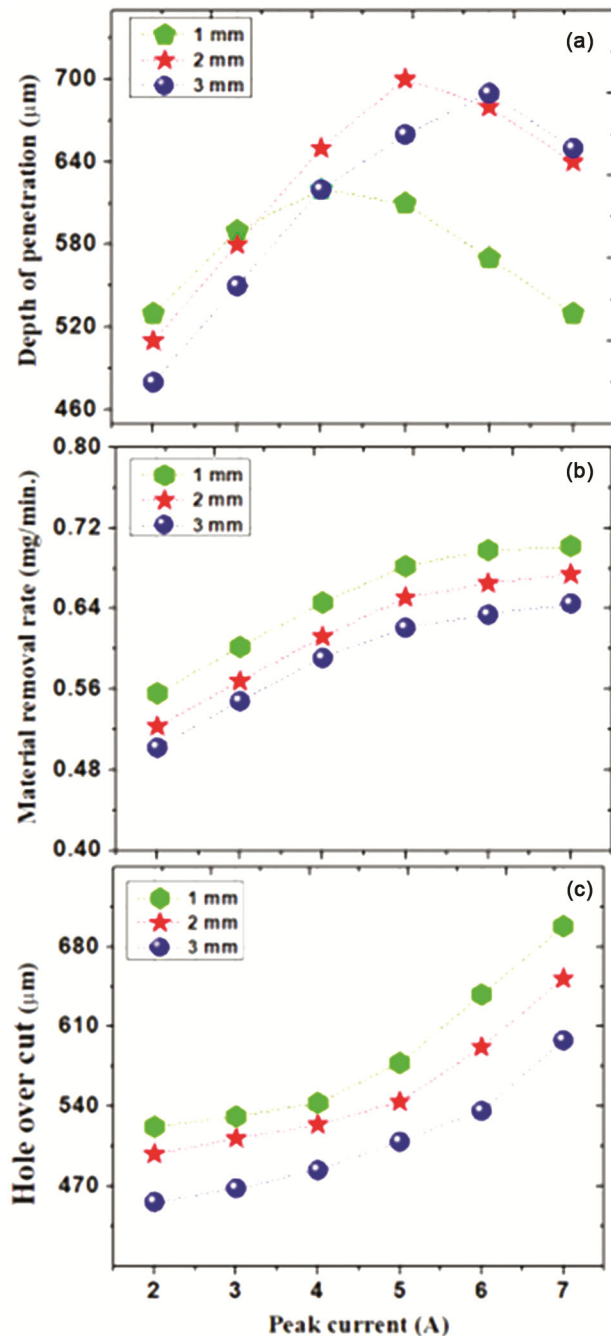 (a)
1 mm
2 mm
3 mm
700
640
580
520
460
Depth of penetration (µm)
(b)
0.80
1 mm
2 mm
3 mm
0.72
0.64
0.56
0.48
0.40
Material removal rate (mg/min.)
(c)
1 mm
2 mm
3 mm
680
610
540
470
Hole over cut (µm)
2 3 4 5 6 7
Peak current (A)